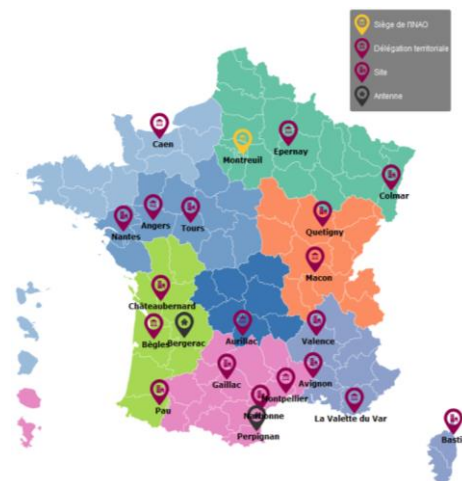 Siège de l'INAO
Délégation territoriale
Site
Antenne
Caen
Montreuil
Epernay
Colmar
Nantes
Angers
Tours
Quetigny
Macon
Châteaubernard
Bègles
Bergerac
Aurillac
Valence
Gaillac
Avignon
Montpellier
Pau
Narbonne
La Valette du Var
Perpignan
Basti